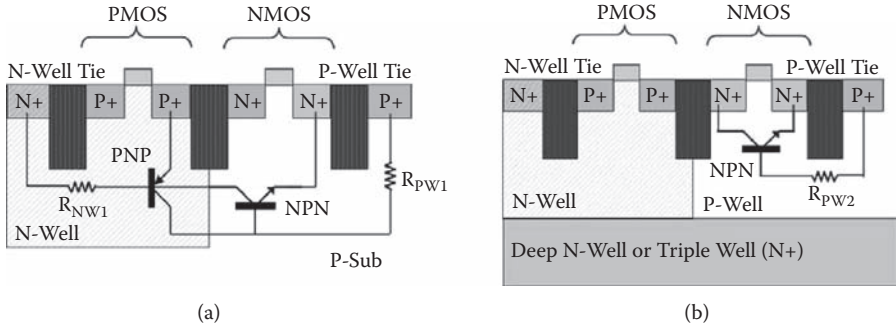 PMOS
NMOS
N-Well Tie
P-Well Tie
N+
P+
P+
N+
N+
P+
PNP
R_NW1
NPN
R_PW1
N-Well
P-Sub
(a)
PMOS
NMOS
N-Well Tie
P-Well Tie
N+
P+
P+
N+
N+
P+
NPN
R_PW2
N-Well
P-Well
Deep N-Well or Triple Well (N+)
(b)